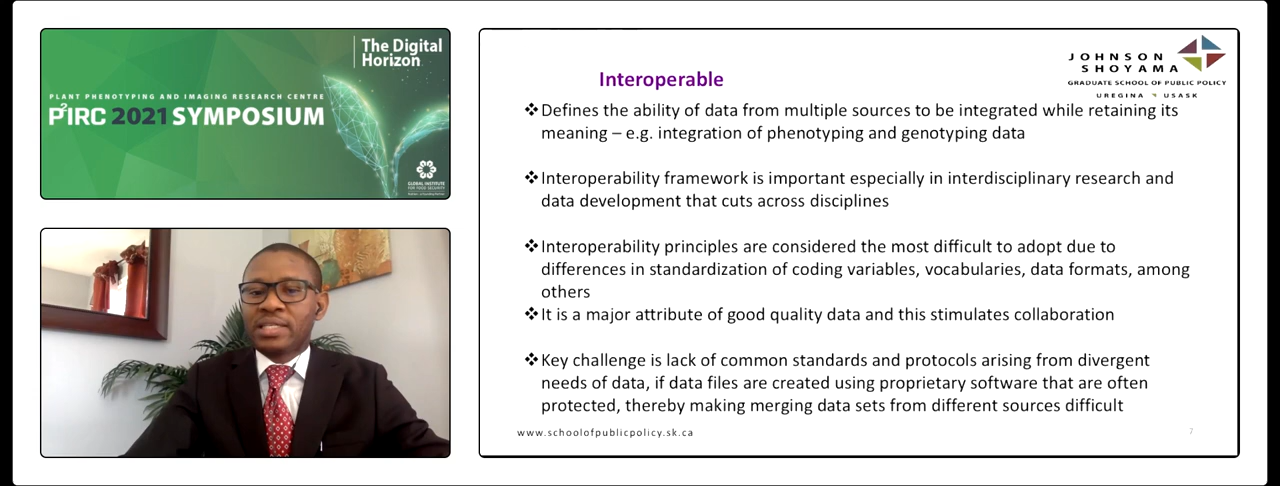 The Digital
Horizon
PLANT PHENOTYPING AND IMAGING RESEARCH CENTRE
P²IRC 2021 SYMPOSIUM
GLOBAL INSTITUTE
FOR FOOD SECURITY
JOHNSON
SHOYAMA
GRADUATE SCHOOL OF PUBLIC POLICY
UREGINA USASK
Interoperable
❖Defines the ability of data from multiple sources to be integrated while retaining its
meaning – e.g. integration of phenotyping and genotyping data
❖Interoperability framework is important especially in interdisciplinary research and
data development that cuts across disciplines
❖Interoperability principles are considered the most difficult to adopt due to
differences in standardization of coding variables, vocabularies, data formats, among
others
❖It is a major attribute of good quality data and this stimulates collaboration
❖Key challenge is lack of common standards and protocols arising from divergent
needs of data, if data files are created using proprietary software that are often
protected, thereby making merging data sets from different sources difficult
www.schoolofpublicpolicy.sk.ca
7